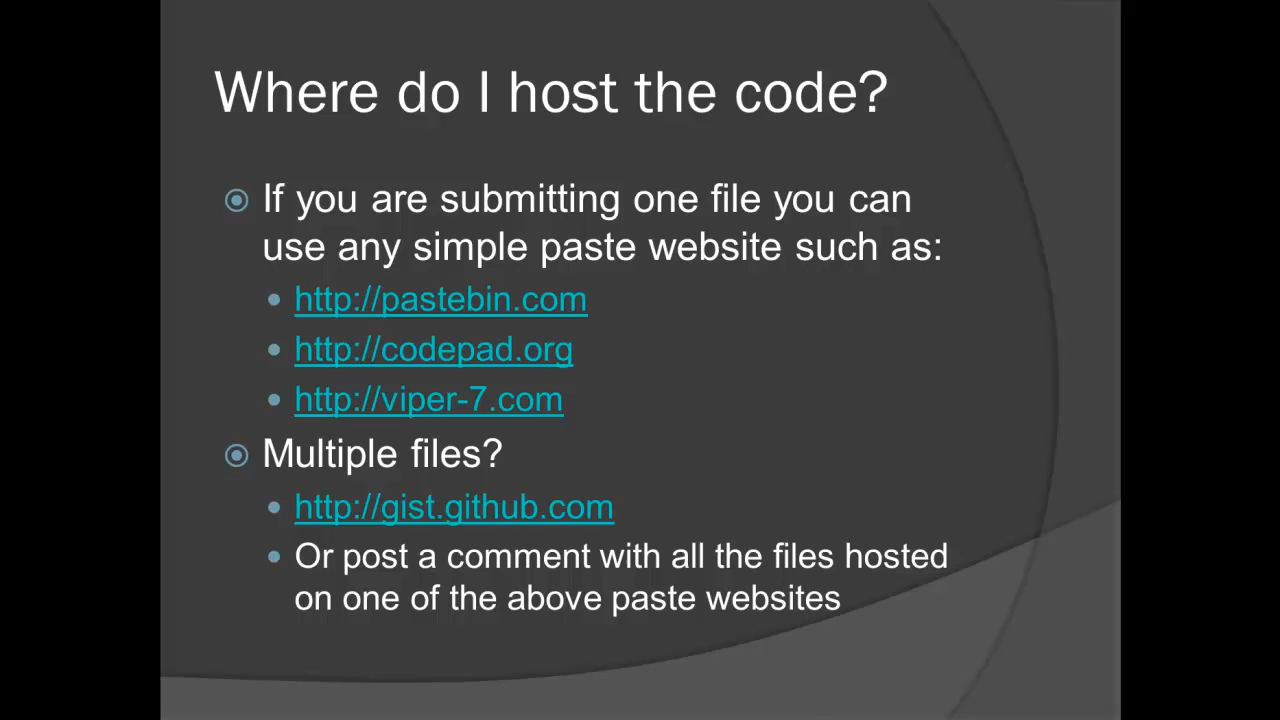 Where do I host the code?
If you are submitting one file you can
use any simple paste website such as:
http://pastebin.com
http://codepad.org
http://viper-7.com
Multiple files?
http://gist.github.com
Or post a comment with all the files hosted
on one of the above paste websites